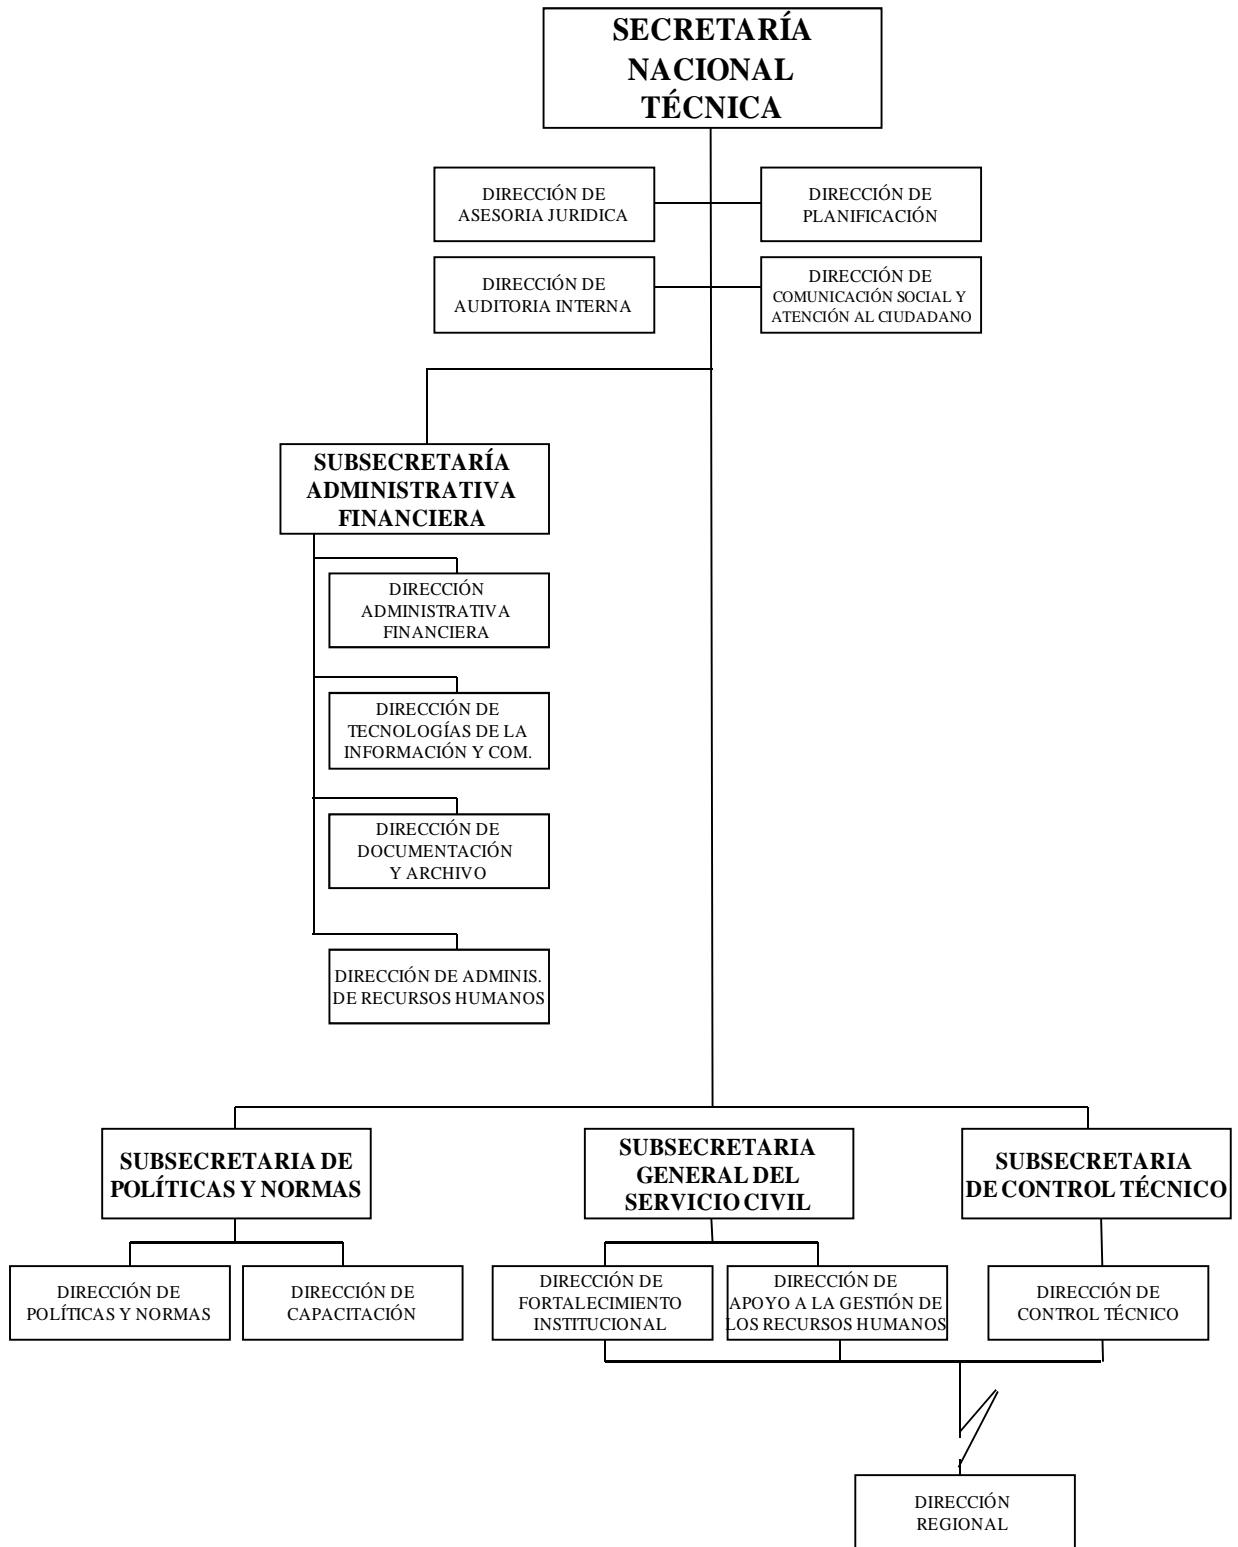 SECRETARÍA
NACIONAL
TÉCNICA
DIRECCIÓN DE
ASESORIA JURIDICA
DIRECCIÓN DE
PLANIFICACIÓN
DIRECCIÓN DE
AUDITORIA INTERNA
DIRECCIÓN DE
COMUNICACIÓN SOCIAL Y
ATENCIÓN AL CIUDADANO
SUBSECRETARÍA
ADMINISTRATIVA
FINANCIERA
DIRECCIÓN
ADMINISTRATIVA
FINANCIERA
DIRECCIÓN DE
TECNOLOGÍAS DE LA
INFORMACIÓN Y COM.
DIRECCIÓN DE
DOCUMENTACIÓN
Y ARCHIVO
DIRECCIÓN DE ADMINIS.
DE RECURSOS HUMANOS
SUBSECRETARIA DE
POLÍTICAS Y NORMAS
SUBSECRETARIA
GENERAL DEL
SERVICIO CIVIL
SUBSECRETARIA
DE CONTROL TÉCNICO
DIRECCIÓN DE
POLÍTICAS Y NORMAS
DIRECCIÓN DE
CAPACITACIÓN
DIRECCIÓN DE
FORTALECIMIENTO
INSTITUCIONAL
DIRECCIÓN DE
APOYO A LA GESTIÓN DE
LOS RECURSOS HUMANOS
DIRECCIÓN DE
CONTROL TÉCNICO
DIRECCIÓN
REGIONAL